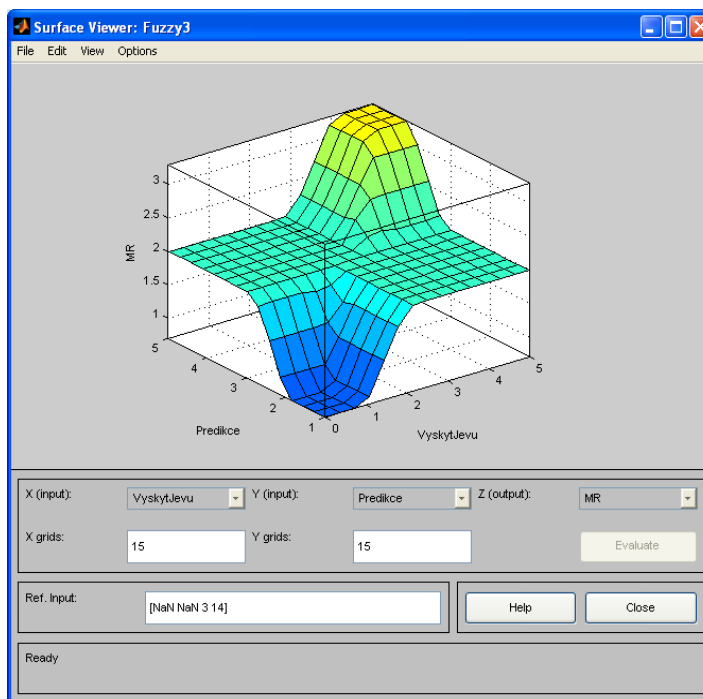 Surface Viewer: Fuzzy3
File Edit View Options
3
2.5
2
1.5
1
MR
5
4
3
2
1
Predikce
0
1
2
3
4
5
VyskytJevu
X (input): VyskytJevu Y (input): Predikce Z (output): MR
X grids: 15 Y grids: 15 Evaluate
Ref. Input: [NaN NaN 3 14] Help Close
Ready